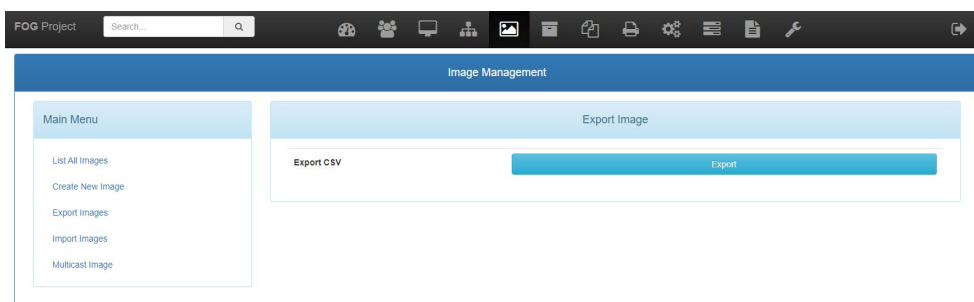 FOG Project
Search...
Image Management
Main Menu
List All Images
Create New Image
Export Images
Import Images
Multicast Image
Export Image
Export CSV
Export